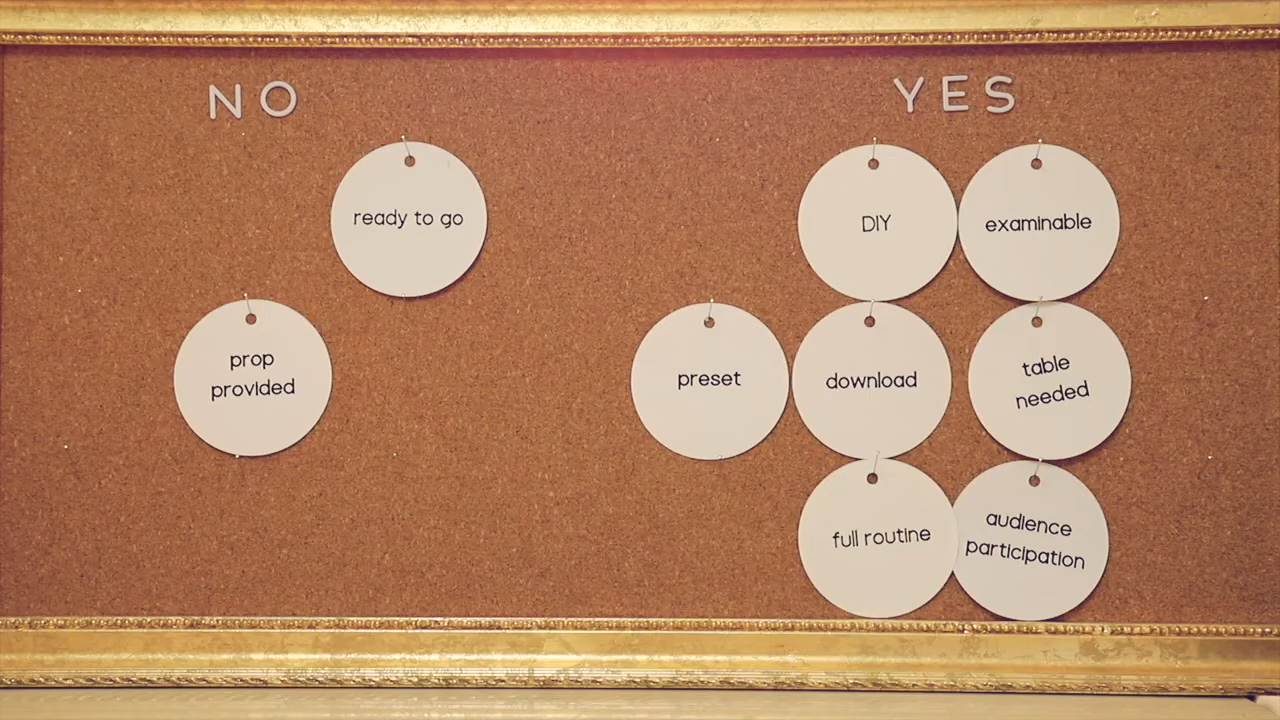 NO
YES
ready to go
DIY
examinable
prop
provided
preset
download
table
needed
full routine
audience
participation